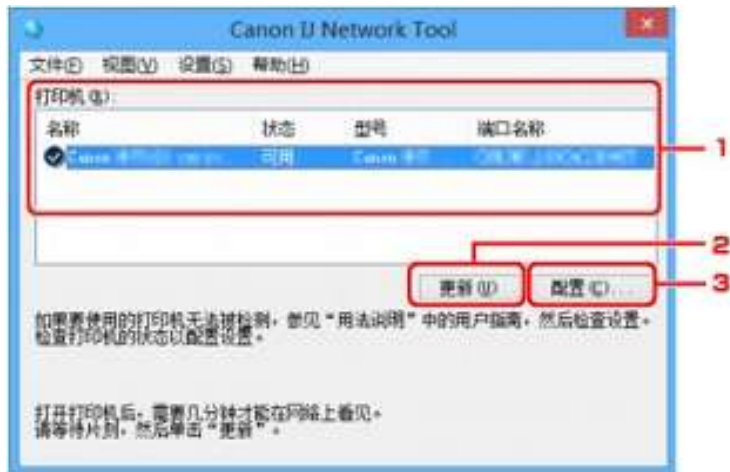 Canon IJ Network Tool
文件(F) 视图(V) 设置(S) 帮助(H)
打印机(R):
名称 状态 型号 端口名称
Canon 可用 Canon
1
2
更新(U) 配置(C)...
3
如果要使用的打印机无法被检测，参见“用法说明”中的用户指南，然后检查设置。
检查打印机的状态以配置设置。
打开打印机后，需要几分钟才能在网络上看见。
请等待片刻，然后单击“更新”。